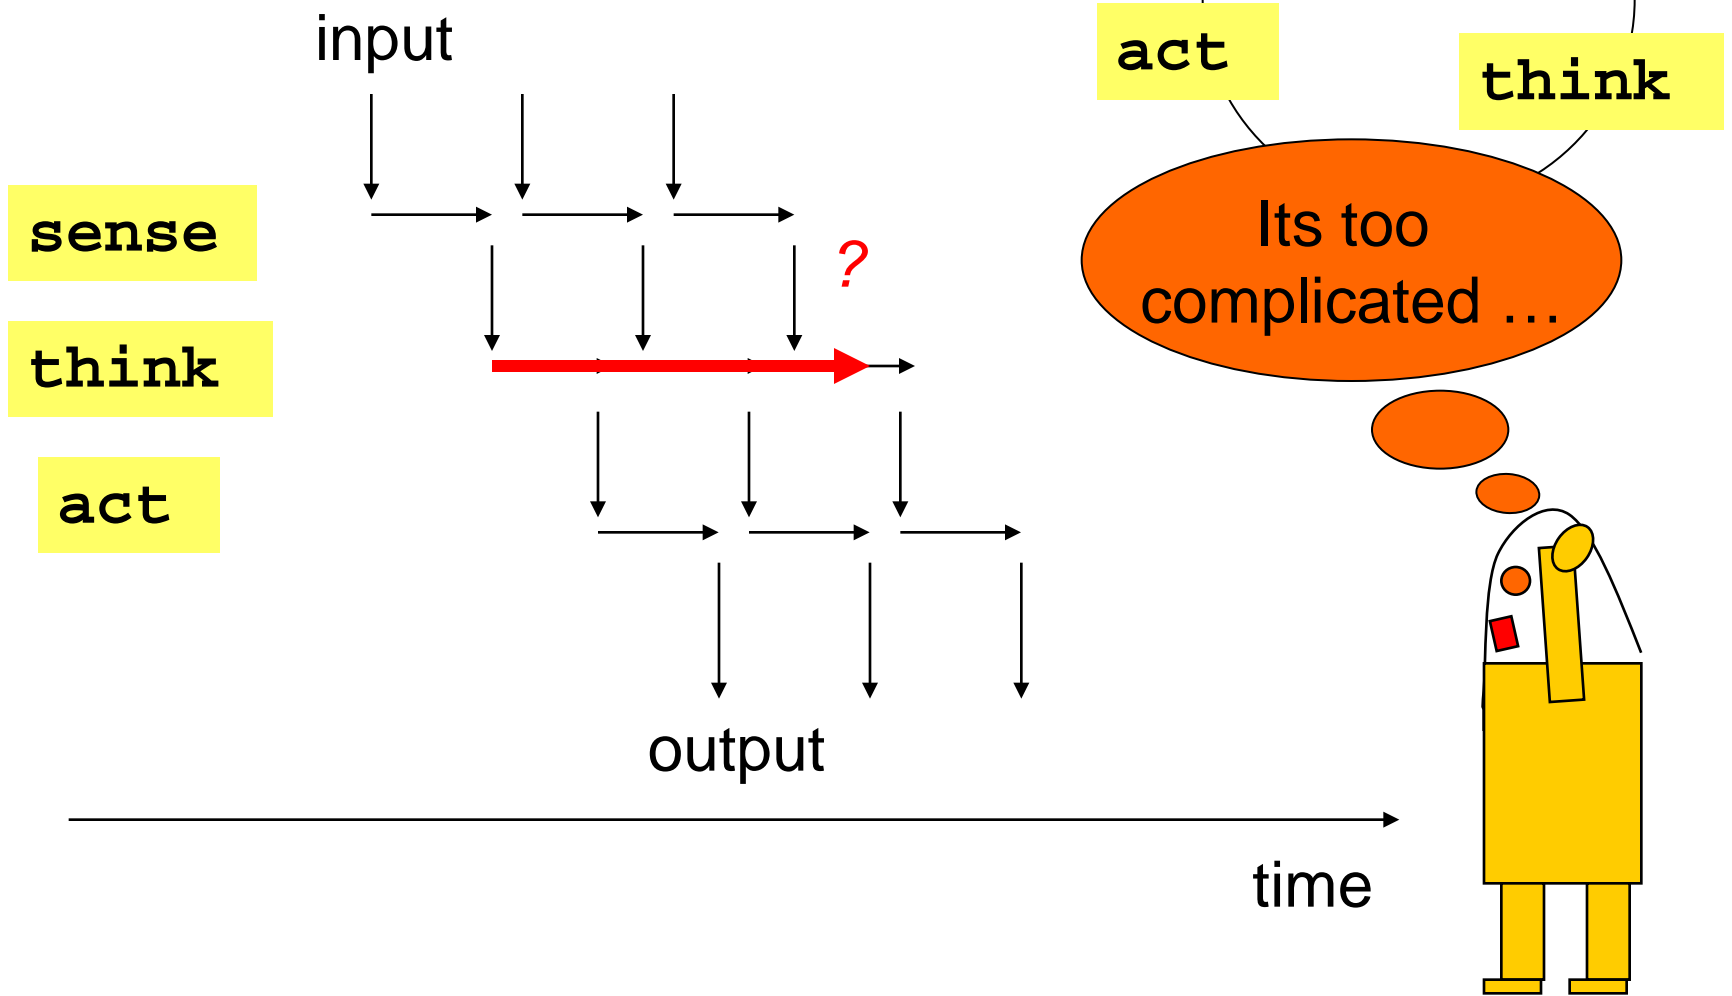 input
act
think
sense
think
act
?
Its too
complicated …
output
time